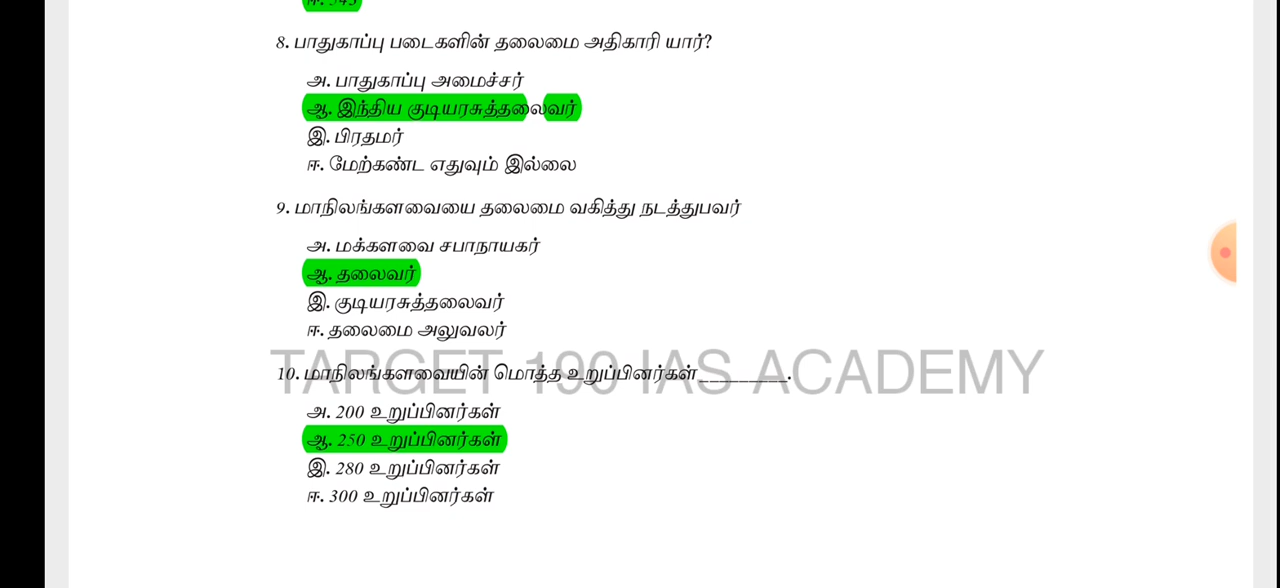 ஈ. 543
8. பாதுகாப்பு படைகளின் தலைமை அதிகாரி யார்?
அ. பாதுகாப்பு அமைச்சர்
ஆ. இந்திய குடியரசுத்தலைவர்
இ. பிரதமர்
ஈ. மேற்கண்ட எதுவும் இல்லை
9. மாநிலங்களவையை தலைமை வகித்து நடத்துபவர்
அ. மக்களவை சபாநாயகர்
ஆ. தலைவர்
இ. குடியரசுத்தலைவர்
ஈ. தலைமை அலுவலர்
TARGET 190 IAS ACADEMY
10. மாநிலங்களவையின் மொத்த உறுப்பினர்கள் _________.
அ. 200 உறுப்பினர்கள்
ஆ. 250 உறுப்பினர்கள்
இ. 280 உறுப்பினர்கள்
ஈ. 300 உறுப்பினர்கள்